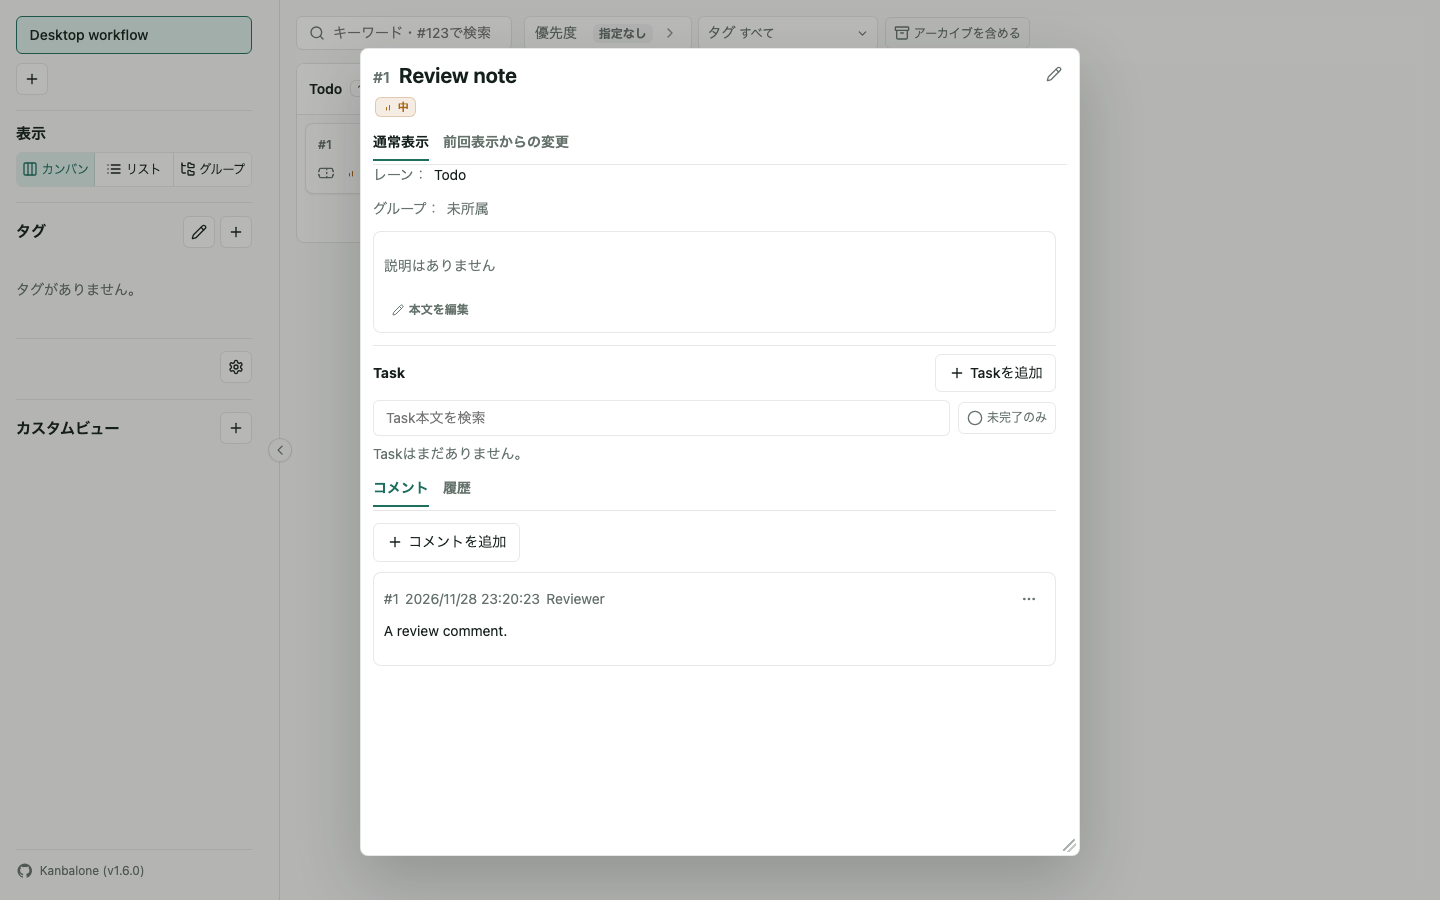 Desktop workflow
表示
カンバン リスト グループ
タグ
タグがありません。
カスタムビュー
Kanbalone (v1.6.0)
キーワード・#123で検索 優先度 指定なし タグ すべて アーカイブを含める
Todo
#1
#1 Review note
中
通常表示 前回表示からの変更
レーン： Todo
グループ： 未所属
説明はありません
本文を編集
Task Taskを追加
Task本文を検索 未完了のみ
Taskはまだありません。
コメント 履歴
コメントを追加
#1 2026/11/28 23:20:23 Reviewer
A review comment.